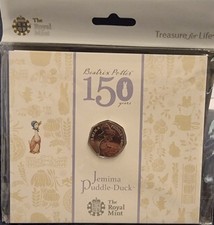 The Royal Mint
Treasure for Life
Beatrix Potter
150
years
Jemima
Puddle-Duck
The Royal Mint